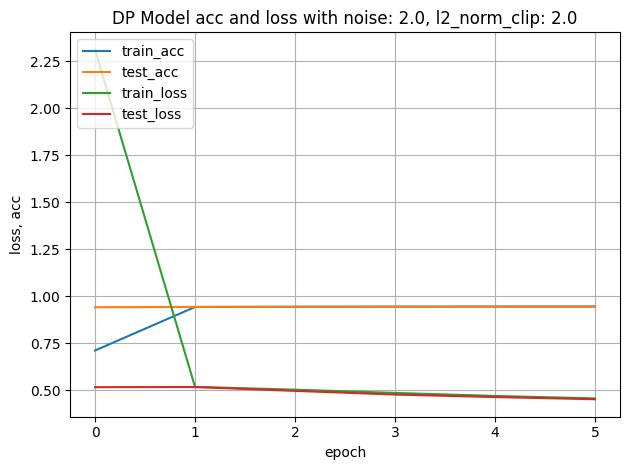 DP Model acc and loss with noise: 2.0, l2_norm_clip: 2.0
train_acc
test_acc
train_loss
test_loss
2.25
2.00
1.75
1.50
1.25
1.00
0.75
0.50
loss, acc
0 1 2 3 4 5
epoch